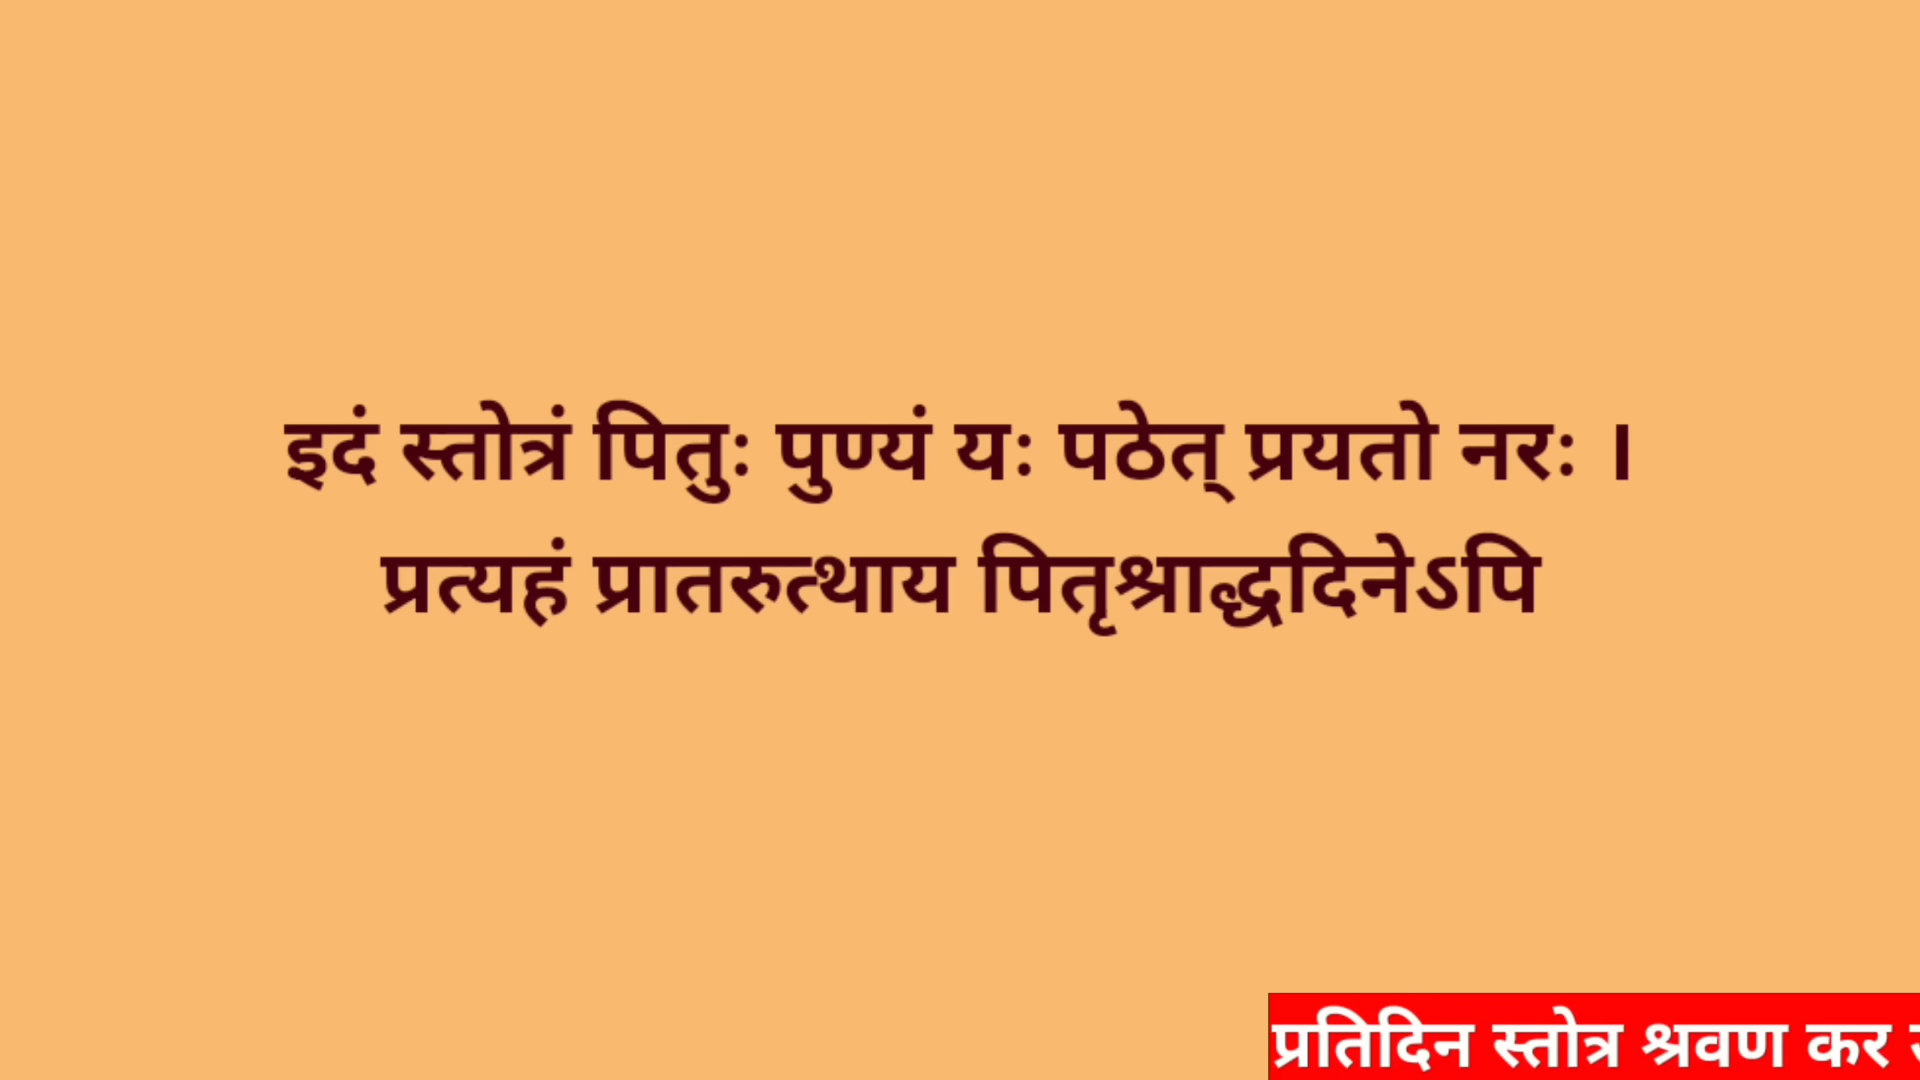 इदं स्तोत्रं पितुः पुण्यं यः पठेत् प्रयतो नरः ।
प्रत्यहं प्रातरुत्थाय पितृश्राद्धदिनेऽपि
प्रतिदिन स्तोत्र श्रवण कर